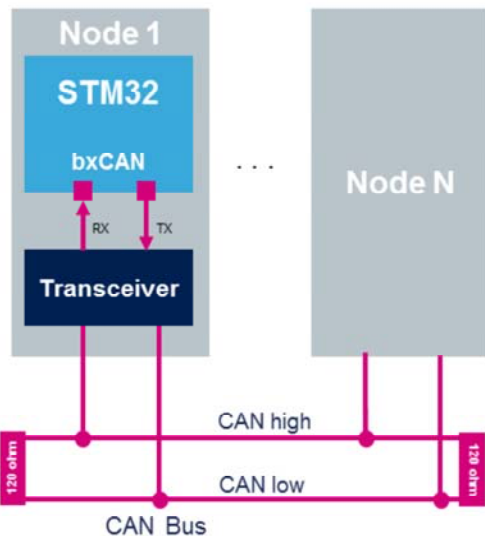 Node 1
STM32
bxCAN
. . .
Node N
RX
TX
Transceiver
CAN high
120 ohm
120 ohm
CAN low
CAN Bus